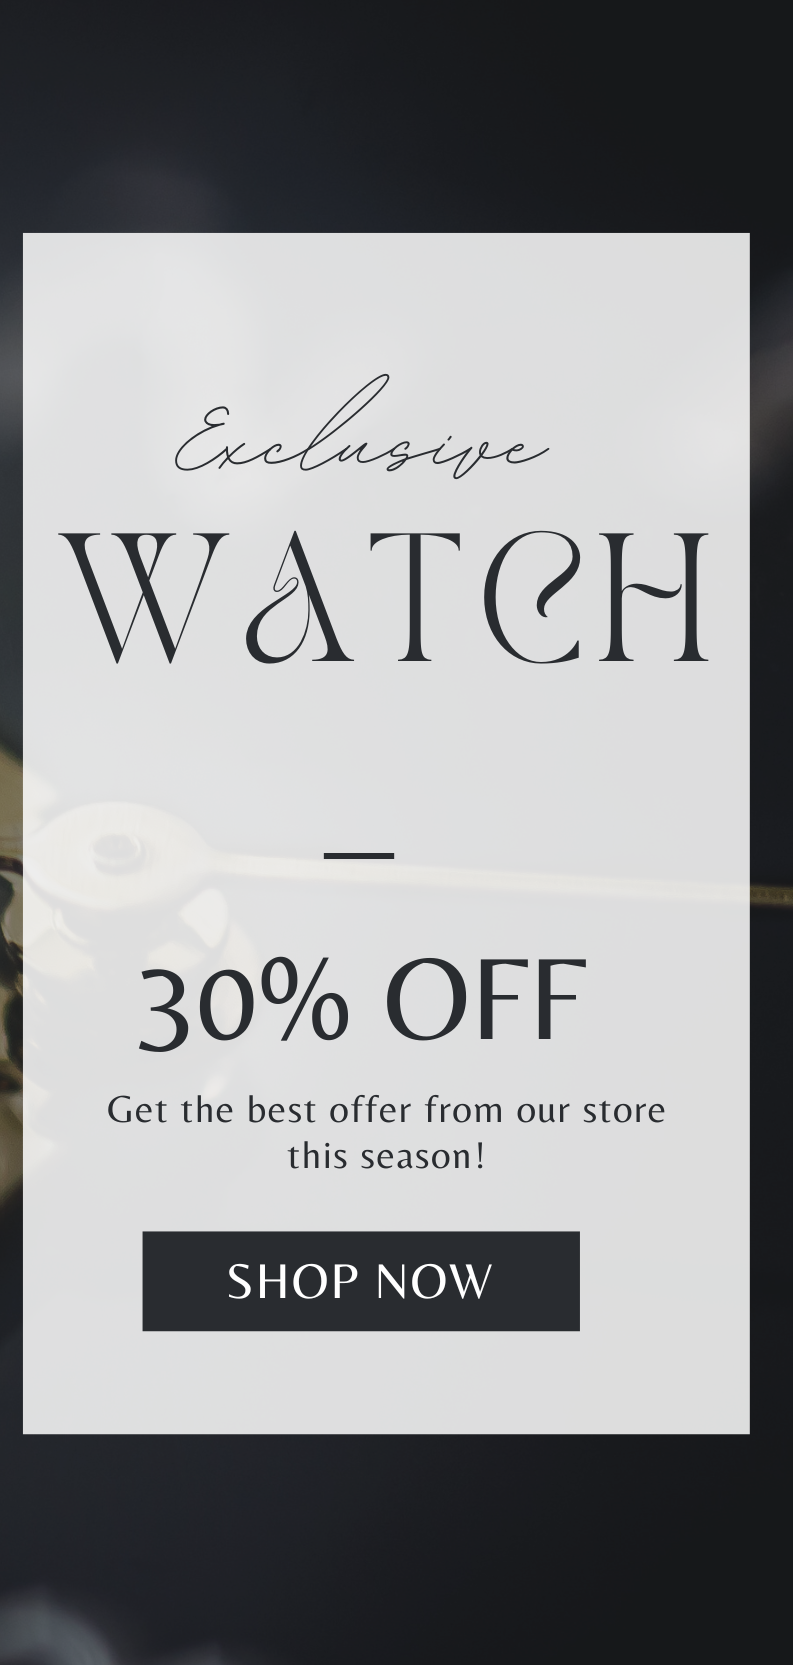 Exclusive
WATCH
30% OFF
Get the best offer from our store
this season!
SHOP NOW